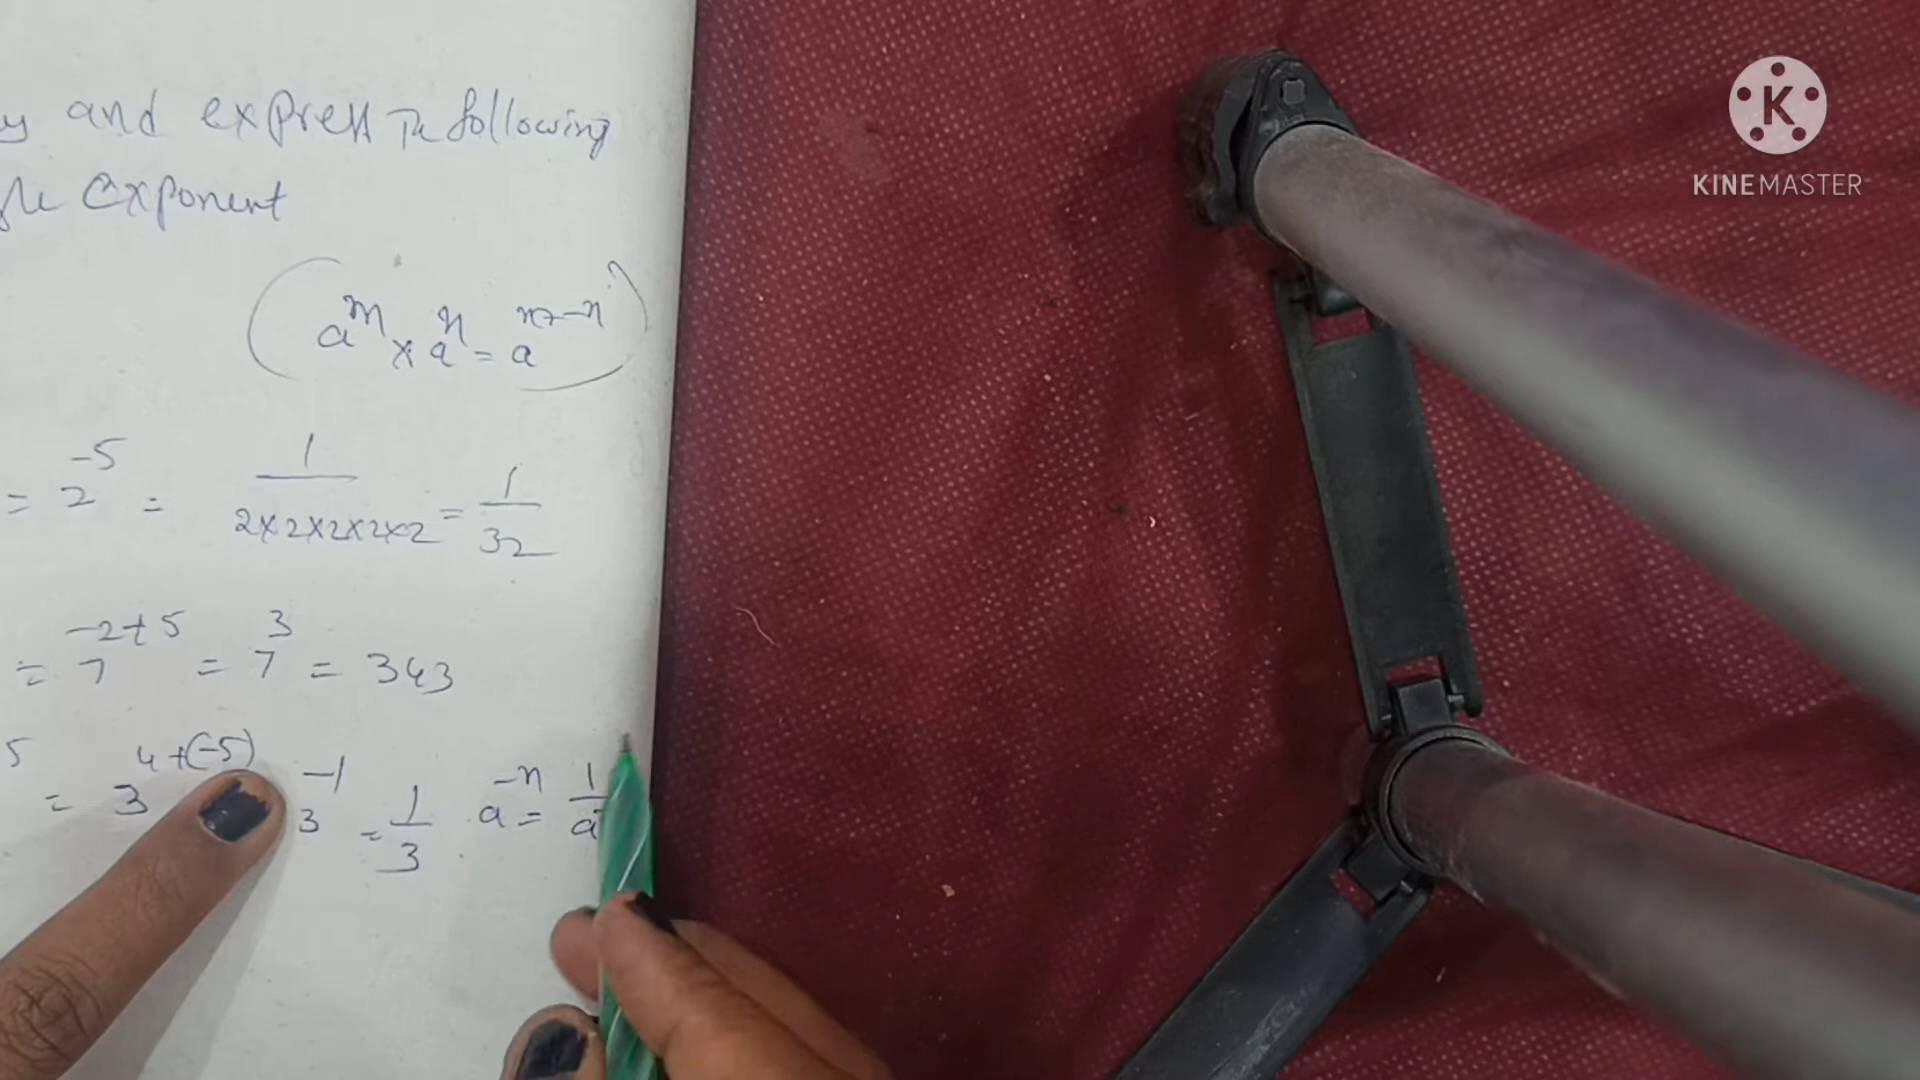 y and express The following
gle Exponent
(a^m × a^n = a^{m-n})
= 2^{-5} = 1/(2×2×2×2×2) = 1/32
= 7^{-2+5} = 7^3 = 343
5 = 3^{4+(-5)} 3^{-1} = 1/3 a^{-n} = 1/a
K
KINEMASTER